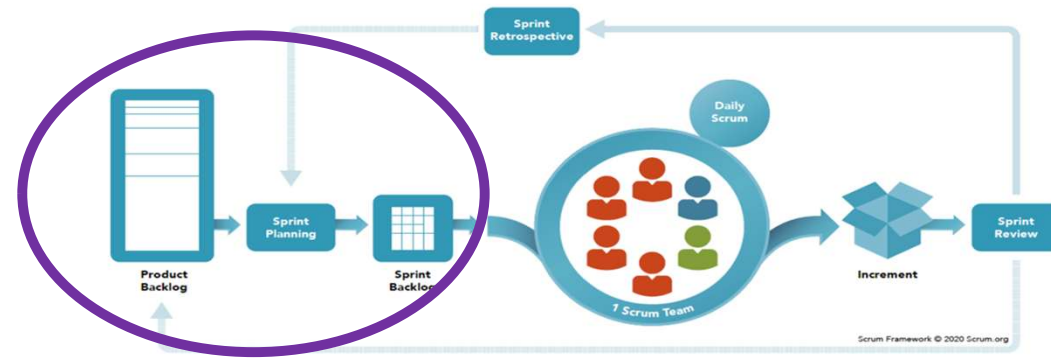 Sprint
Retrospective
Daily
Scrum
Sprint
Planning
Product
Backlog
Sprint
Backlog
1 Scrum Team
Increment
Sprint
Review
Scrum Framework © 2020 Scrum.org